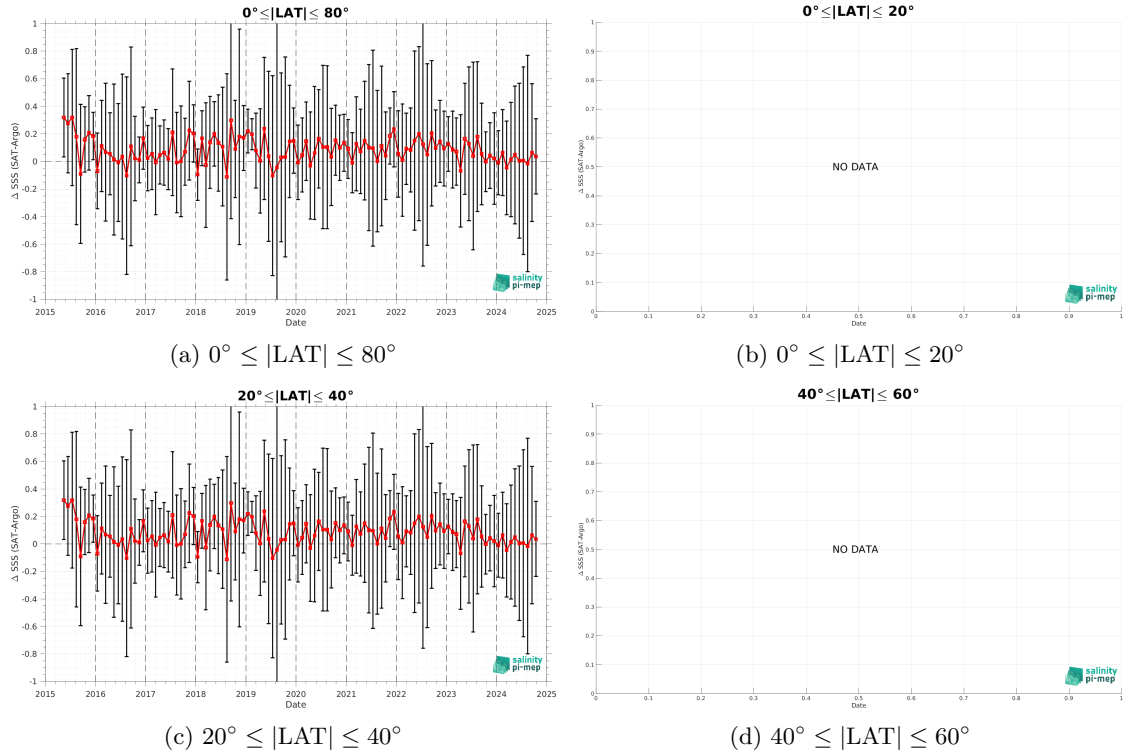 0°≤|LAT|≤ 80°
Δ SSS (SAT-Argo)
1
0.8
0.6
0.4
0.2
0
-0.2
-0.4
-0.6
-0.8
-1
2015 2016 2017 2018 2019 2020 2021 2022 2023 2024 2025
Date
salinity
pi-mep
(a) 0° ≤ |LAT| ≤ 80°
0°≤|LAT|≤ 20°
Δ SSS (SAT-Argo)
1
0.9
0.8
0.7
0.6
0.5
0.4
0.3
0.2
0.1
0
NO DATA
0 0.1 0.2 0.3 0.4 0.5 0.6 0.7 0.8 0.9 1
Date
salinity
pi-mep
(b) 0° ≤ |LAT| ≤ 20°
20°≤|LAT|≤ 40°
Δ SSS (SAT-Argo)
1
0.8
0.6
0.4
0.2
0
-0.2
-0.4
-0.6
-0.8
-1
2015 2016 2017 2018 2019 2020 2021 2022 2023 2024 2025
Date
salinity
pi-mep
(c) 20° ≤ |LAT| ≤ 40°
40°≤|LAT|≤ 60°
Δ SSS (SAT-Argo)
1
0.9
0.8
0.7
0.6
0.5
0.4
0.3
0.2
0.1
0
NO DATA
0 0.1 0.2 0.3 0.4 0.5 0.6 0.7 0.8 0.9 1
Date
salinity
pi-mep
(d) 40° ≤ |LAT| ≤ 60°